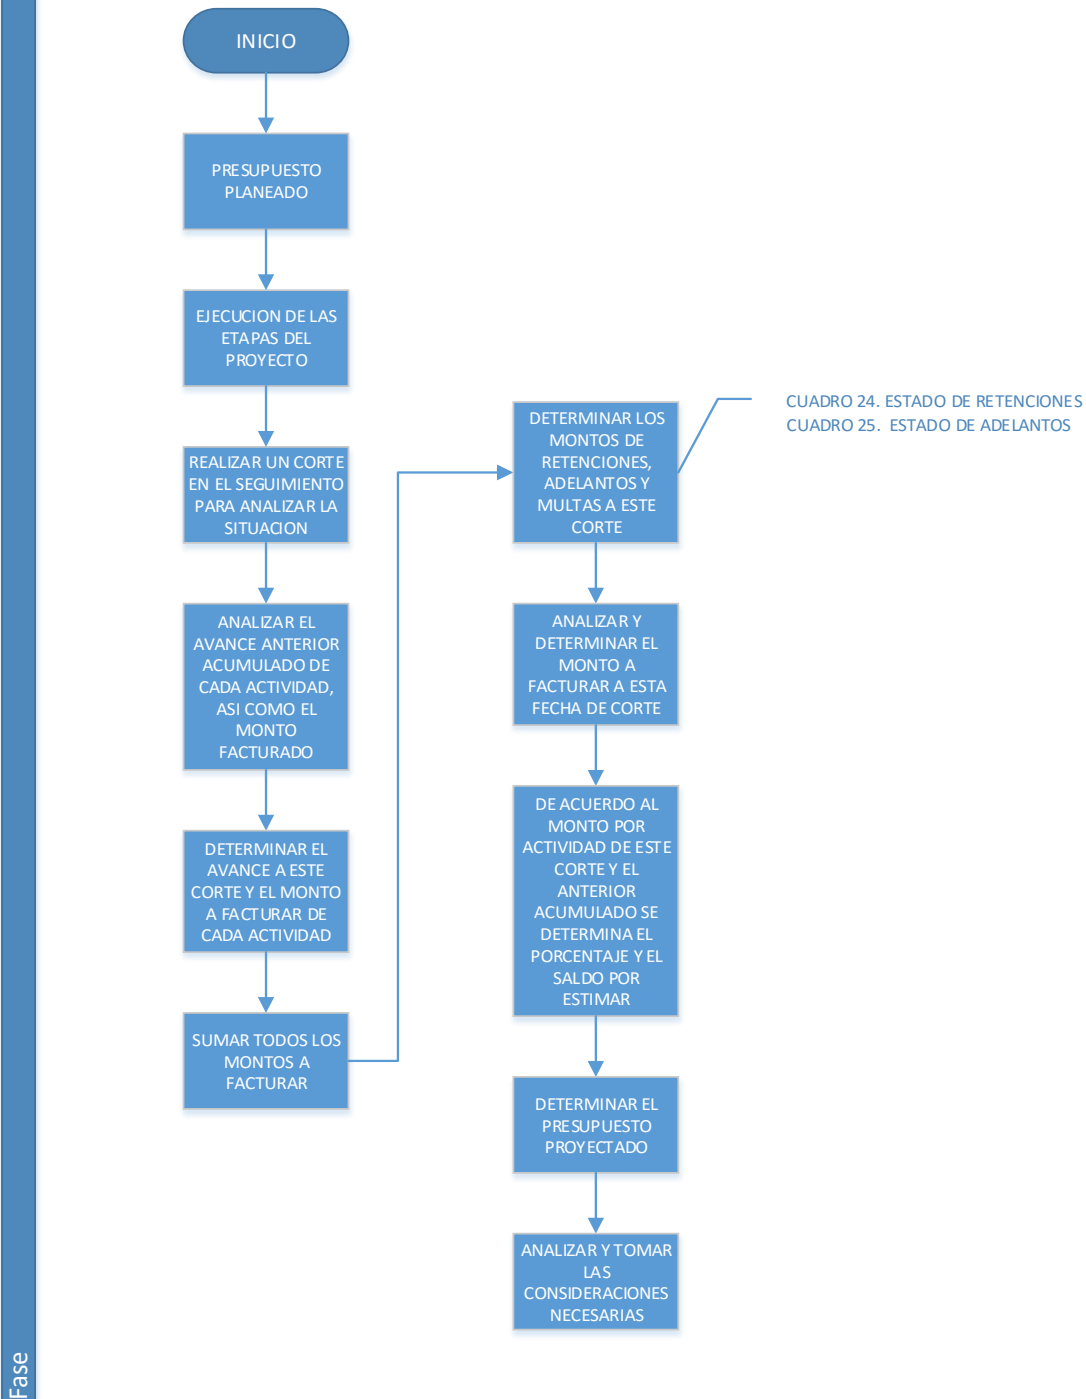 INICIO
PRESUPUESTO
PLANEADO
EJECUCION DE LAS
ETAPAS DEL
PROYECTO
REALIZAR UN CORTE
EN EL SEGUIMIENTO
PARA ANALIZAR LA
SITUACION
ANALIZAR EL
AVANCE ANTERIOR
ACUMULADO DE
CADA ACTIVIDAD,
ASI COMO EL
MONTO
FACTURADO
DETERMINAR EL
AVANCE A ESTE
CORTE Y EL MONTO
A FACTURAR DE
CADA ACTIVIDAD
SUMAR TODOS LOS
MONTOS A
FACTURAR
DETERMINAR LOS
MONTOS DE
RETENCIONES,
ADELANTOS Y
MULTAS A ESTE
CORTE
CUADRO 24. ESTADO DE RETENCIONES
CUADRO 25. ESTADO DE ADELANTOS
ANALIZAR Y
DETERMINAR EL
MONTO A
FACTURAR A ESTA
FECHA DE CORTE
DE ACUERDO AL
MONTO POR
ACTIVIDAD DE ESTE
CORTE Y EL
ANTERIOR
ACUMULADO SE
DETERMINA EL
PORCENTAJE Y EL
SALDO POR
ESTIMAR
DETERMINAR EL
PRESUPUESTO
PROYECTADO
ANALIZAR Y TOMAR
LAS
CONSIDERACIONES
NECESARIAS
Fase